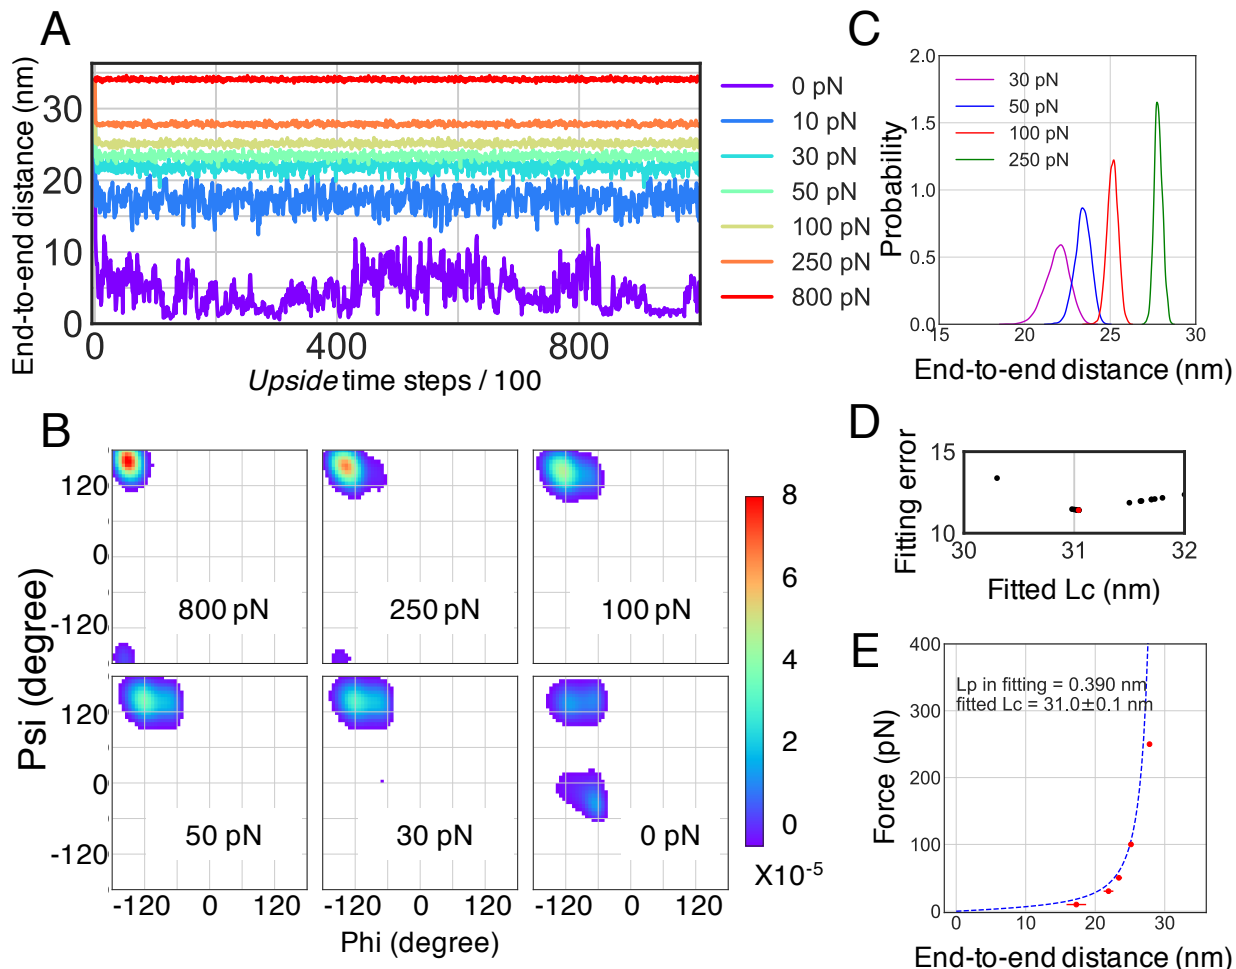 A
End-to-end distance (nm)
30
20
10
0
0
400
800
Upside time steps / 100
0 pN
10 pN
30 pN
50 pN
100 pN
250 pN
800 pN
C
Probability
2.0
1.5
1.0
0.5
0.0
15
20
25
30
30 pN
50 pN
100 pN
250 pN
End-to-end distance (nm)
B
Psi (degree)
120
0
-120
120
0
-120
800 pN
250 pN
100 pN
50 pN
30 pN
0 pN
-120
0
120
-120
0
120
-120
0
120
Phi (degree)
8
6
4
2
0
X10-5
D
Fitting error
15
10
30
31
32
Fitted Lc (nm)
E
Force (pN)
400
300
200
100
0
0
10
20
30
Lp in fitting = 0.390 nm
fitted Lc = 31.0±0.1 nm
End-to-end distance (nm)